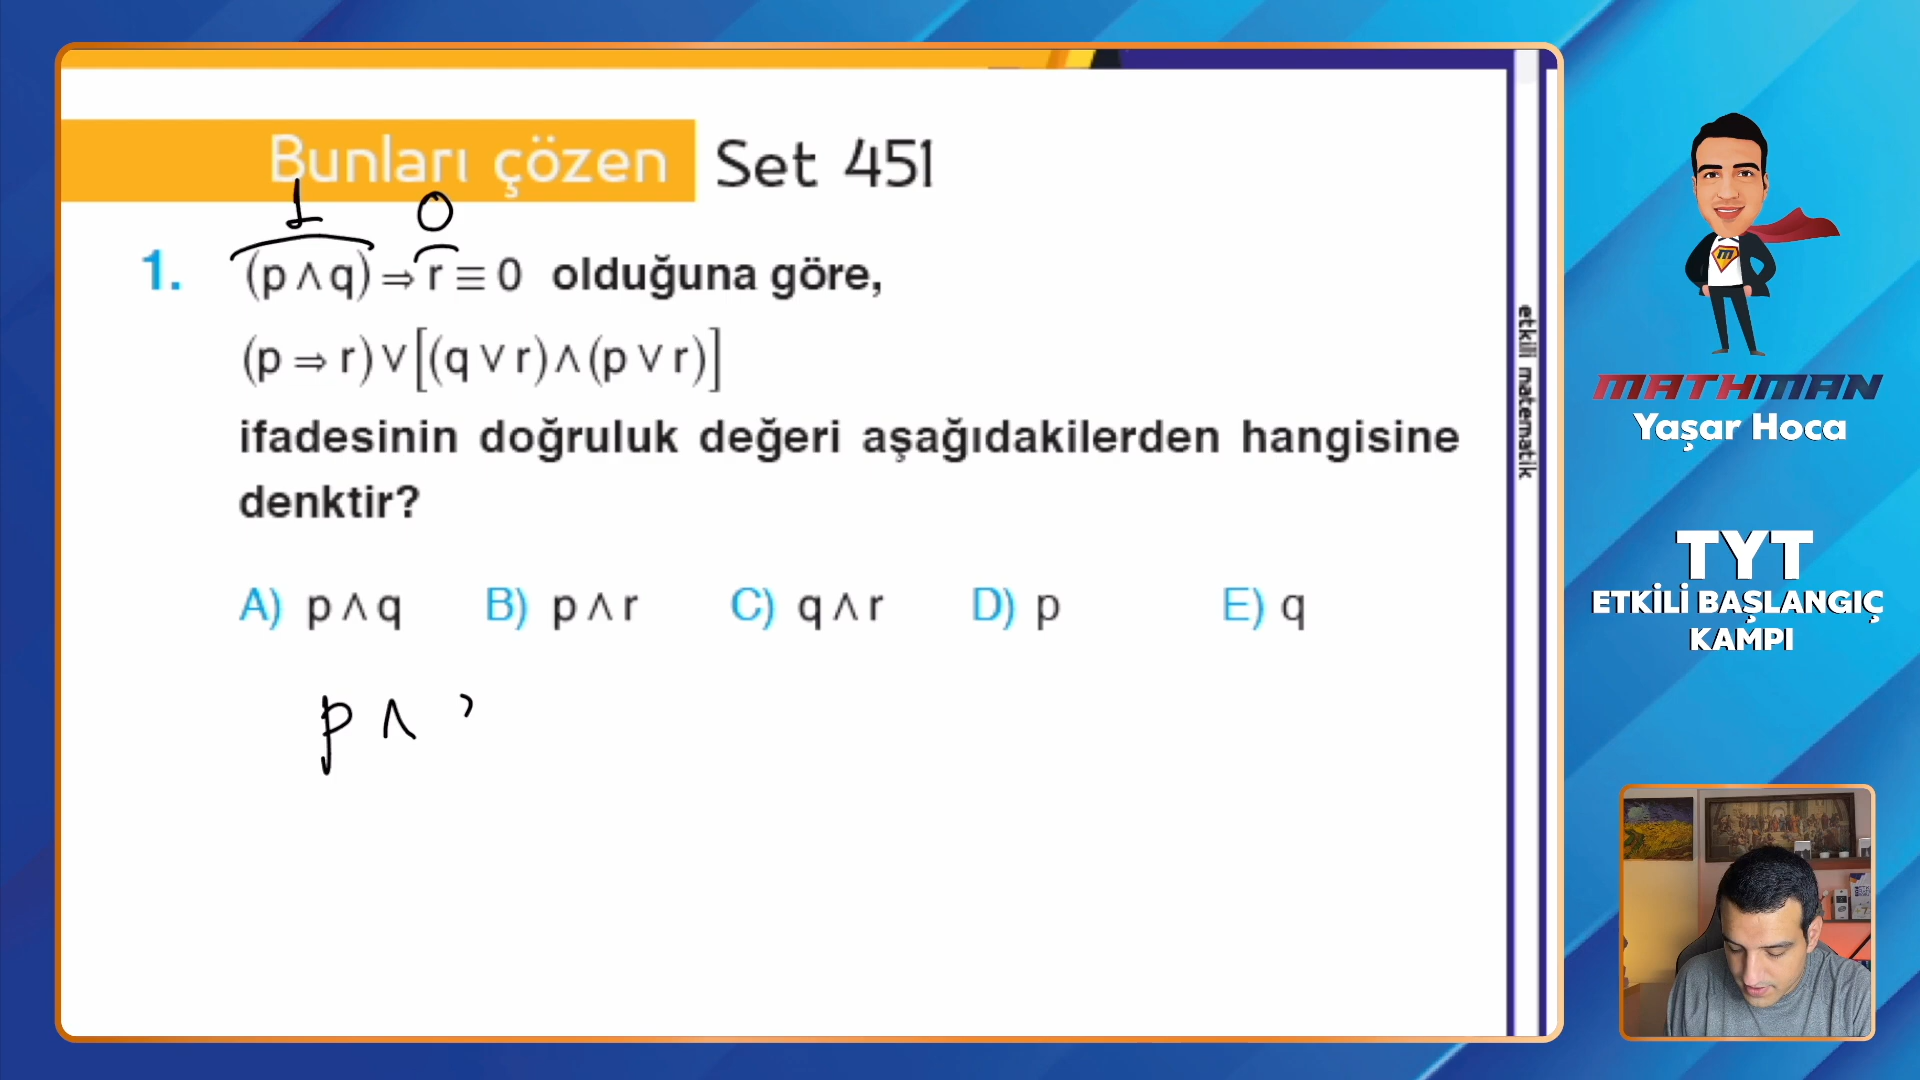 Bunları çözen Set 451
1 0
1. (p ∧ q) ⇒ r ≡ 0 olduğuna göre,
(p ⇒ r) ∨ [(q ∨ r) ∧ (p ∨ r)]
ifadesinin doğruluk değeri aşağıdakilerden hangisine
denktir?
A) p ∧ q B) p ∧ r C) q ∧ r D) p E) q
p ∧
etkili matematik
m
MATHMAN
Yaşar Hoca
TYT
ETKİLİ BAŞLANGIÇ
KAMPI